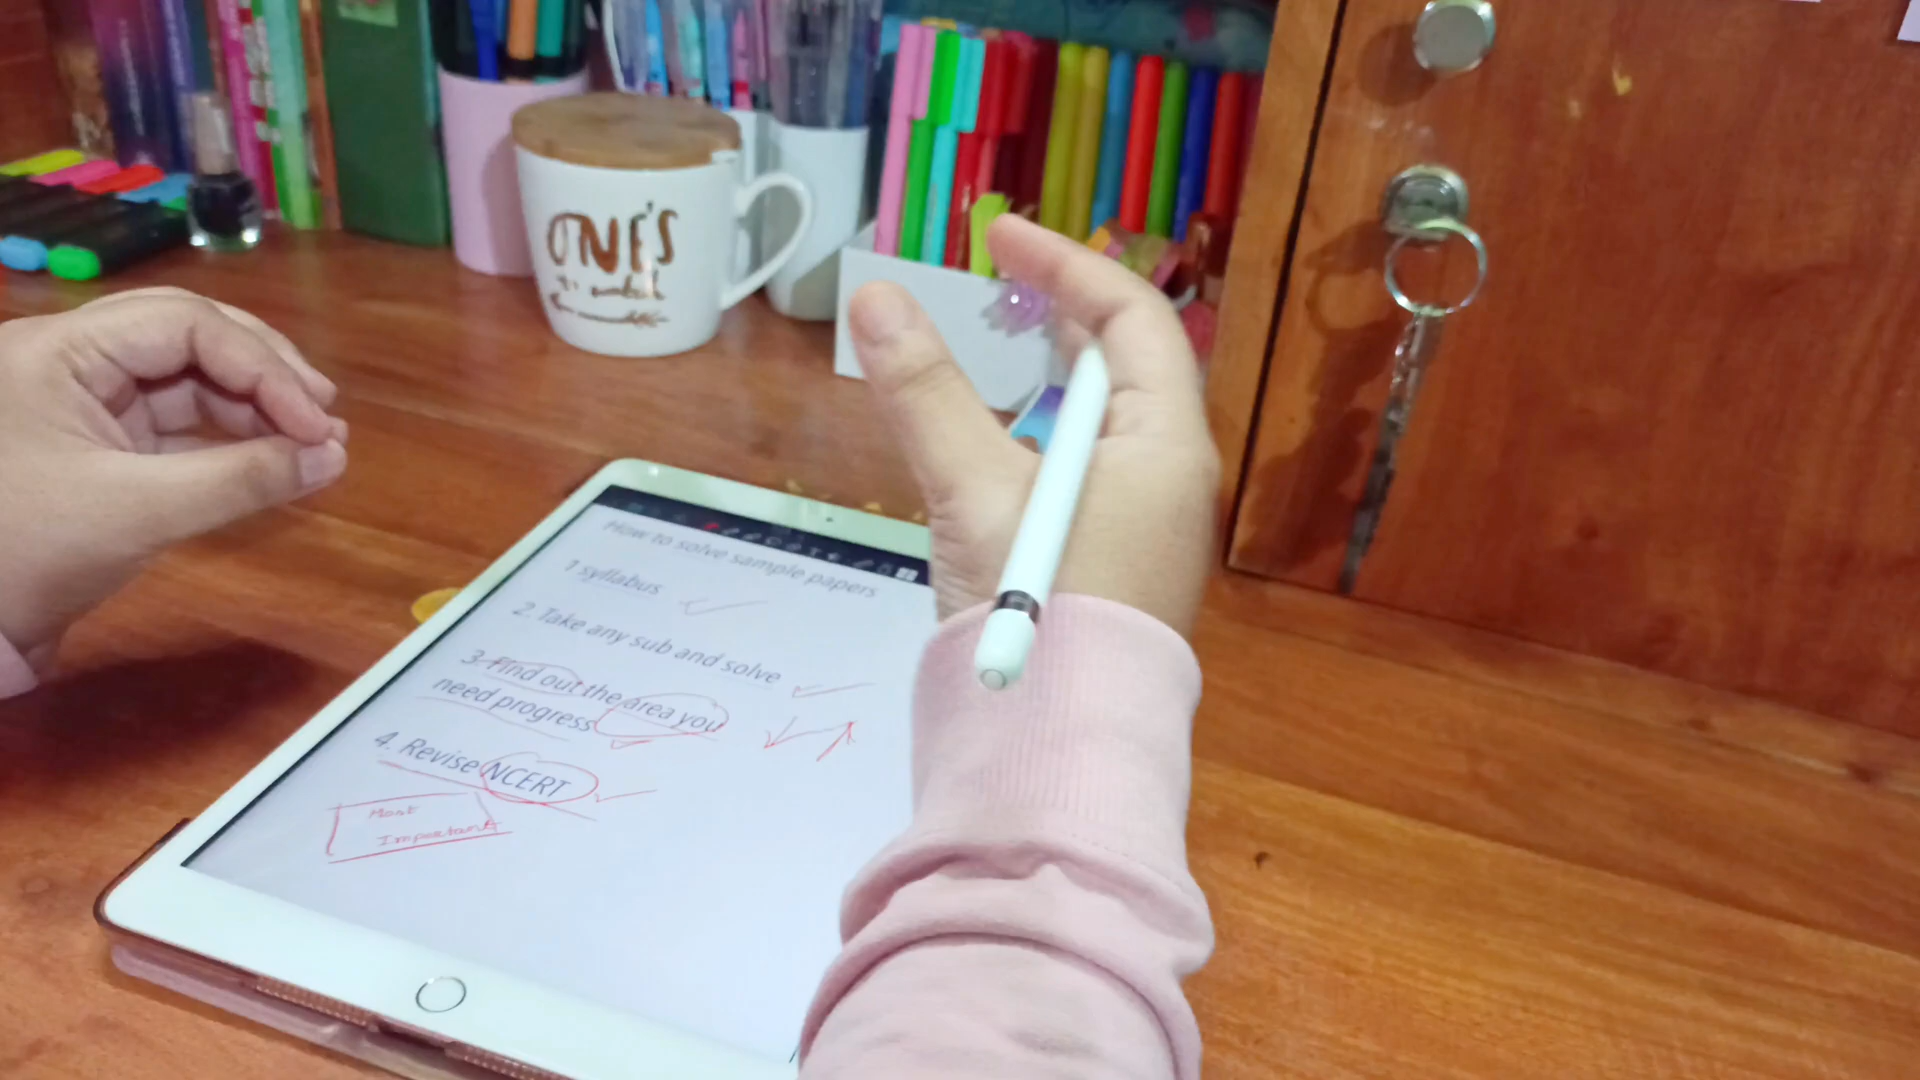 ONE'S
How to solve sample papers
1 syllabus
2. Take any sub and solve
3. Find out the area you
need progress
4. Revise NCERT
Most
Important